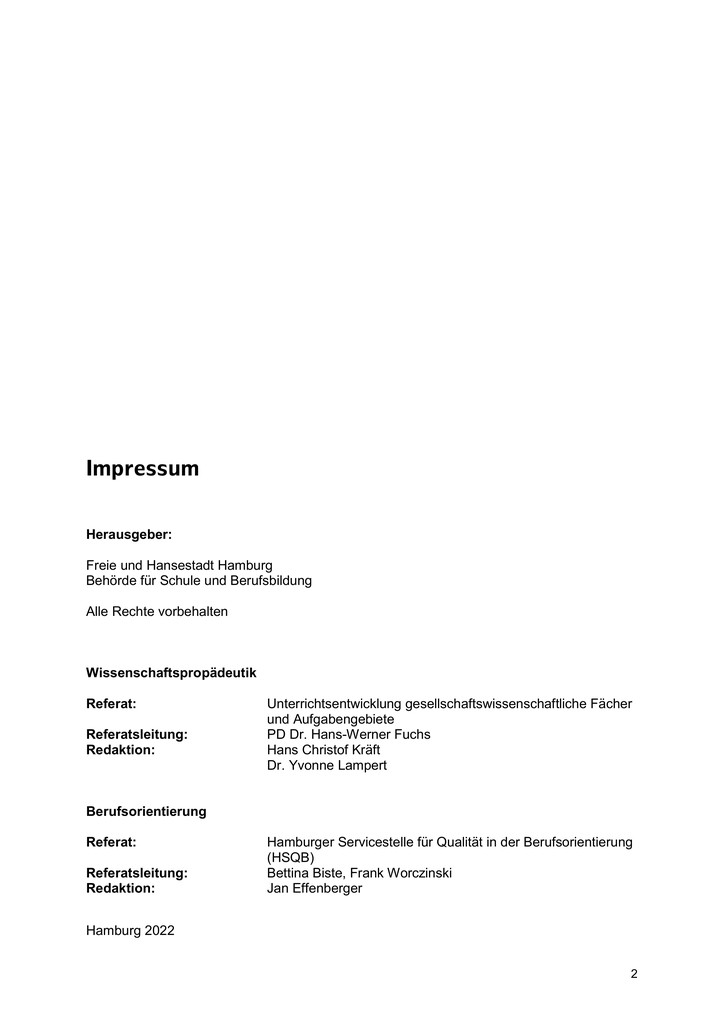 Impressum
Herausgeber:
Freie und Hansestadt Hamburg
Behörde für Schule und Berufsbildung
Alle Rechte vorbehalten
Wissenschaftspropädeutik
Referat: Unterrichtsentwicklung gesellschaftswissenschaftliche Fächer
und Aufgabengebiete
Referatsleitung: PD Dr. Hans-Werner Fuchs
Redaktion: Hans Christof Kräft
Dr. Yvonne Lampert
Berufsorientierung
Referat: Hamburger Servicestelle für Qualität in der Berufsorientierung
(HSQB)
Referatsleitung: Bettina Biste, Frank Worczinski
Redaktion: Jan Effenberger
Hamburg 2022
2